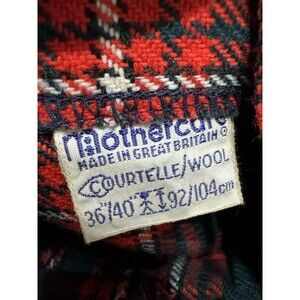 mothercare
MADE IN GREAT BRITAIN ®
COURTELLE/WOOL
36"/40" 92/104cm